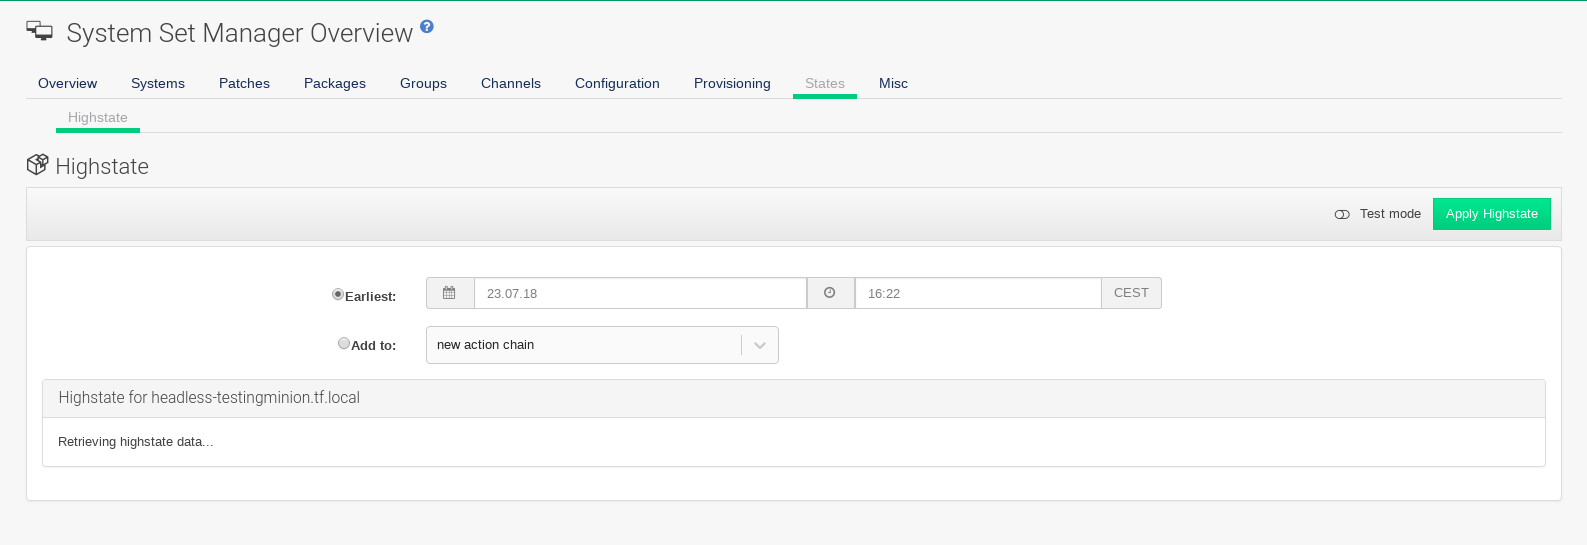 System Set Manager Overview ?
Overview Systems Patches Packages Groups Channels Configuration Provisioning States Misc
Highstate
Highstate
Test mode Apply Highstate
Earliest: 23.07.18 16:22 CEST
Add to: new action chain
Highstate for headless-testingminion.tf.local
Retrieving highstate data...